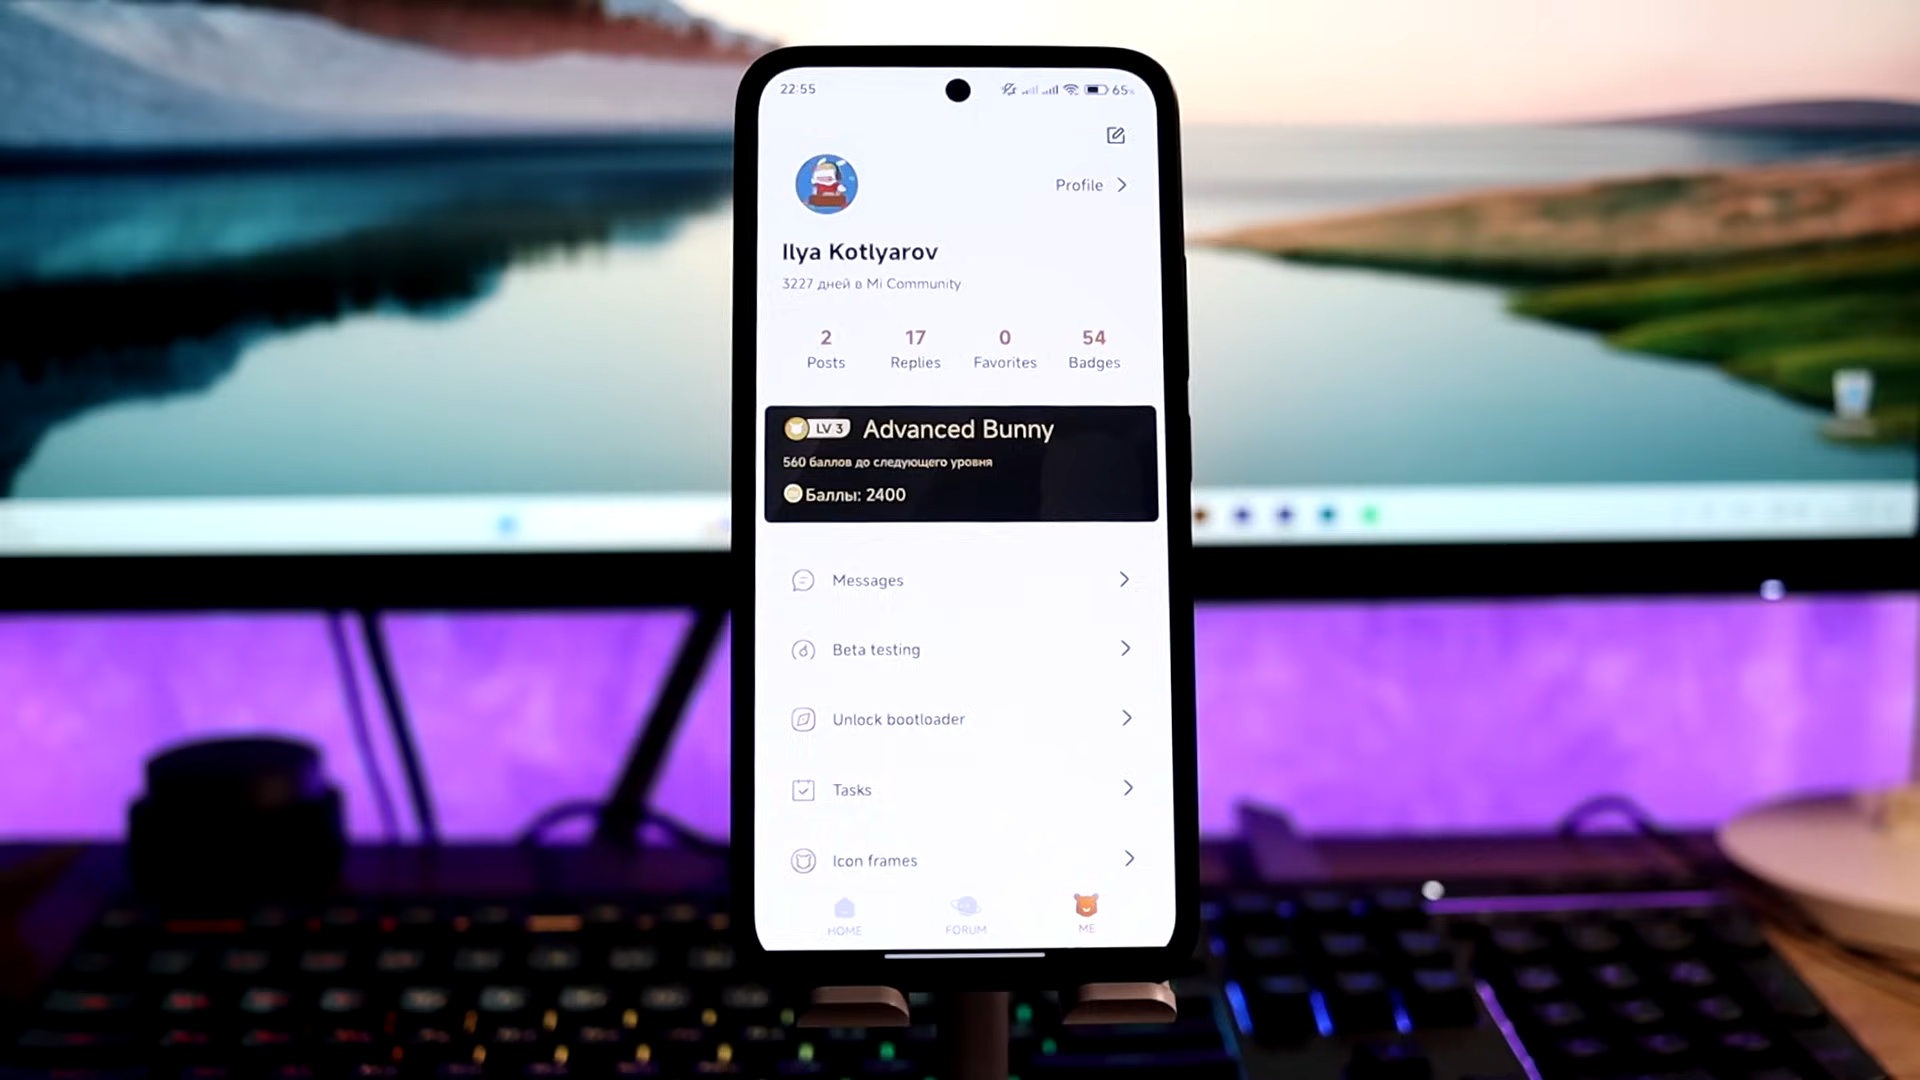 22:55
65%
Profile
Ilya Kotlyarov
3227 дней в Mi Community
2 17 0 54
Posts Replies Favorites Badges
LV 3 Advanced Bunny
560 баллов до следующего уровня
Баллы: 2400
Messages
Beta testing
Unlock bootloader
Tasks
Icon frames
HOME FORUM ME